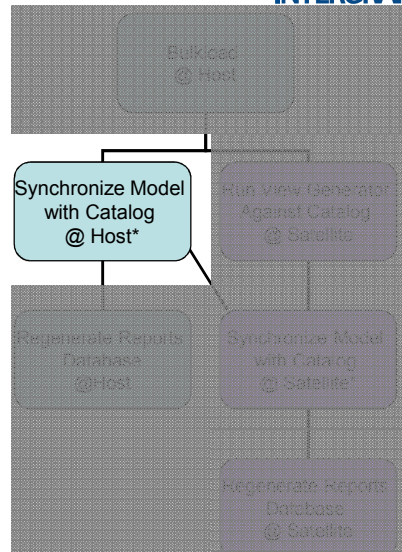 Bulkload
@ Host
Synchronize Model
with Catalog
@ Host*
Run View Generator
Against Catalog
@ Satellite
Regenerate Reports
Database
@Host
Synchronize Model
with Catalog
@ Satellite*
Regenerate Reports
Database
@ Satellite